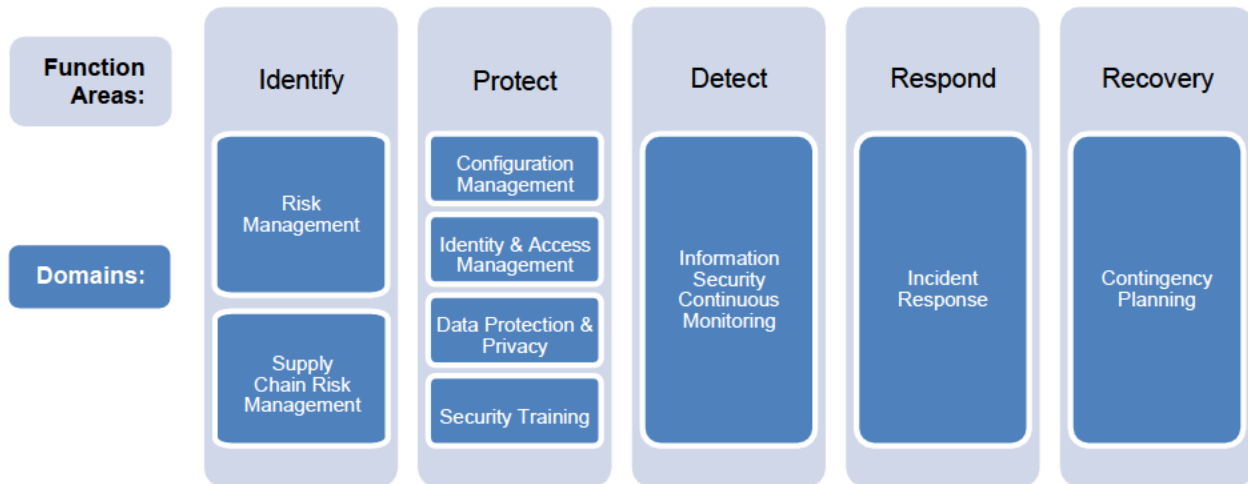 Function
Areas:
Identify
Protect
Detect
Respond
Recovery
Domains:
Risk
Management
Supply
Chain Risk
Management
Configuration
Management
Identity & Access
Management
Data Protection &
Privacy
Security Training
Information
Security
Continuous
Monitoring
Incident
Response
Contingency
Planning